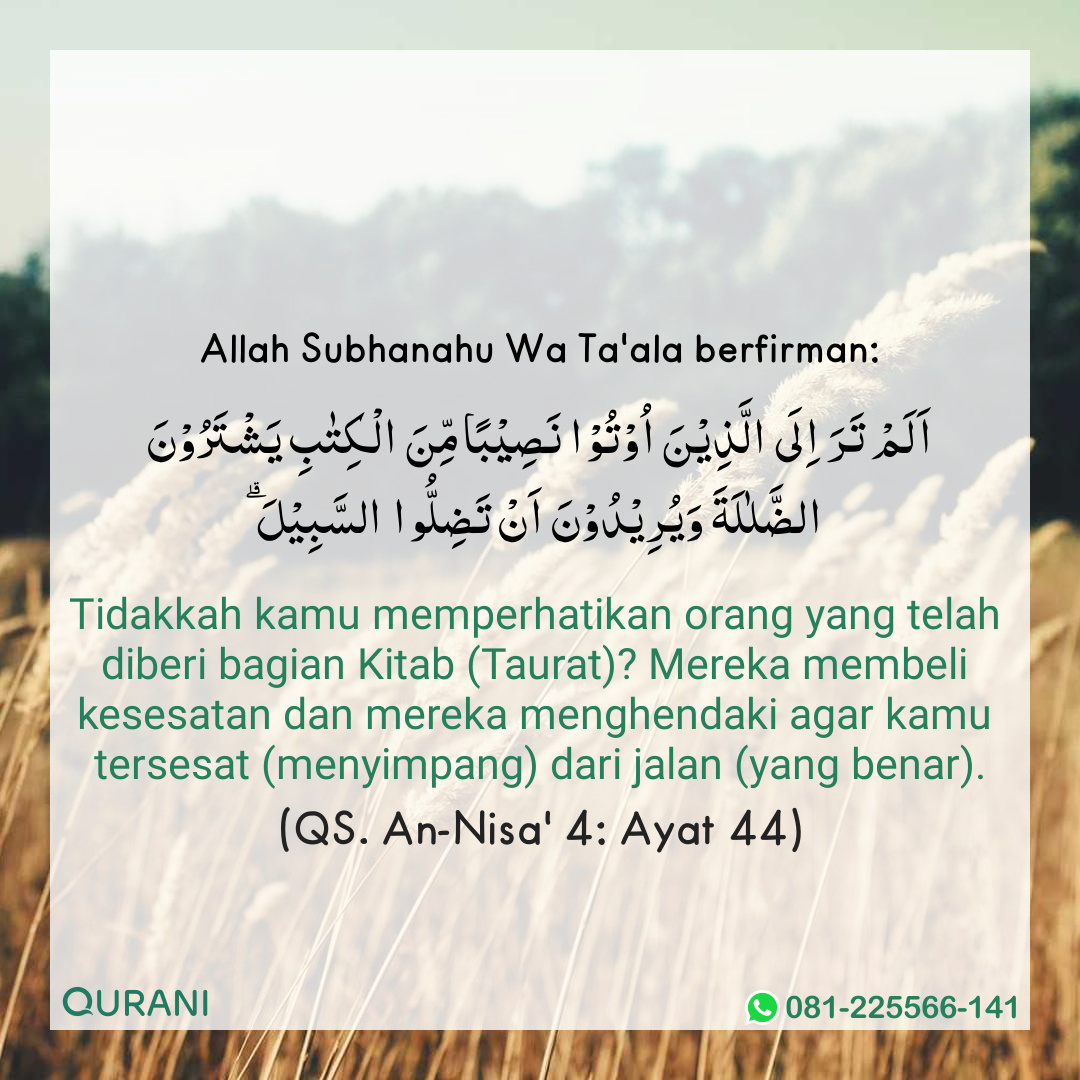 Allah Subhanahu Wa Ta'ala berfirman:
اَلَمْ تَرَ اِلَى الَّذِيْنَ اُوْتُوْا نَصِيْبًا مِّنَ الْكِتٰبِ يَشْتَرُوْنَ
الضَّلٰلَةَ وَيُرِيْدُوْنَ اَنْ تَضِلُّوا السَّبِيْلَ ۗ
Tidakkah kamu memperhatikan orang yang telah
diberi bagian Kitab (Taurat)? Mereka membeli
kesesatan dan mereka menghendaki agar kamu
tersesat (menyimpang) dari jalan (yang benar).
(QS. An-Nisa' 4: Ayat 44)
QURANI
081-225566-141